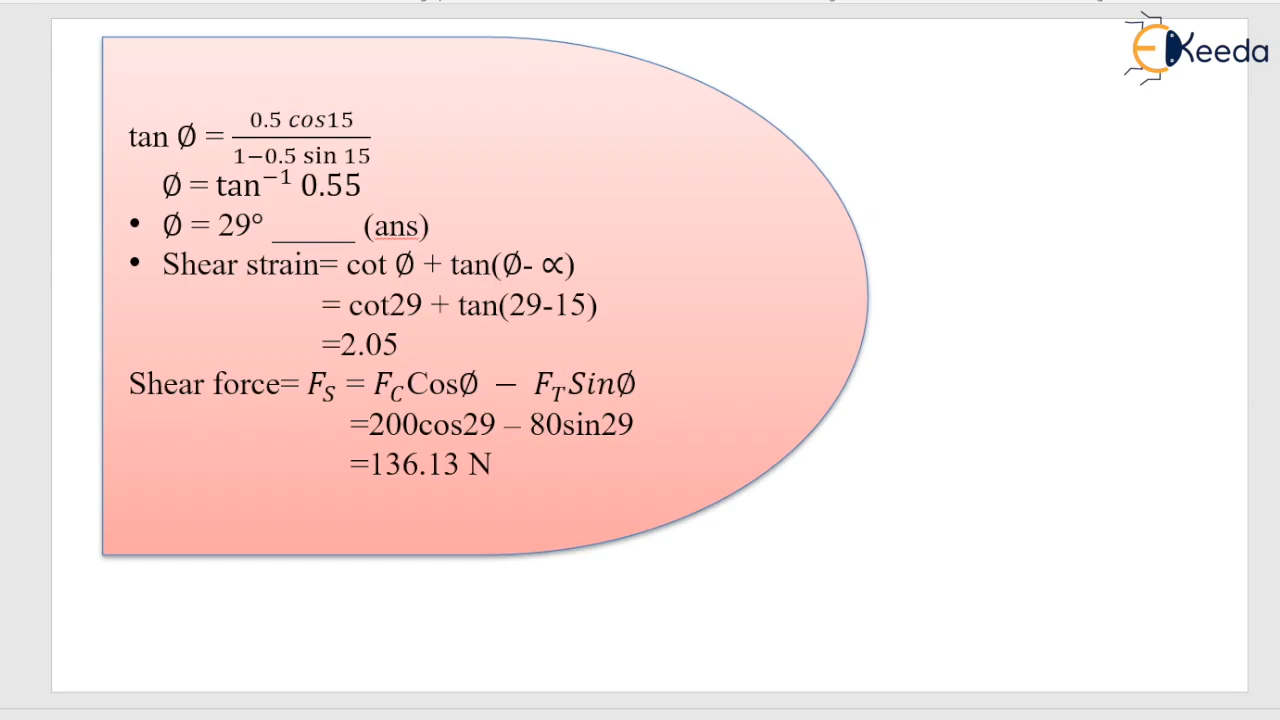 Keeda
tan ∅ = 0.5 cos15 / 1−0.5 sin 15
∅ = tan⁻¹ 0.55
• ∅ = 29° _____ (ans)
• Shear strain= cot ∅ + tan(∅- ∝)
= cot29 + tan(29-15)
=2.05
Shear force= F_S = F_C Cos∅ − F_T Sin∅
=200cos29 – 80sin29
=136.13 N